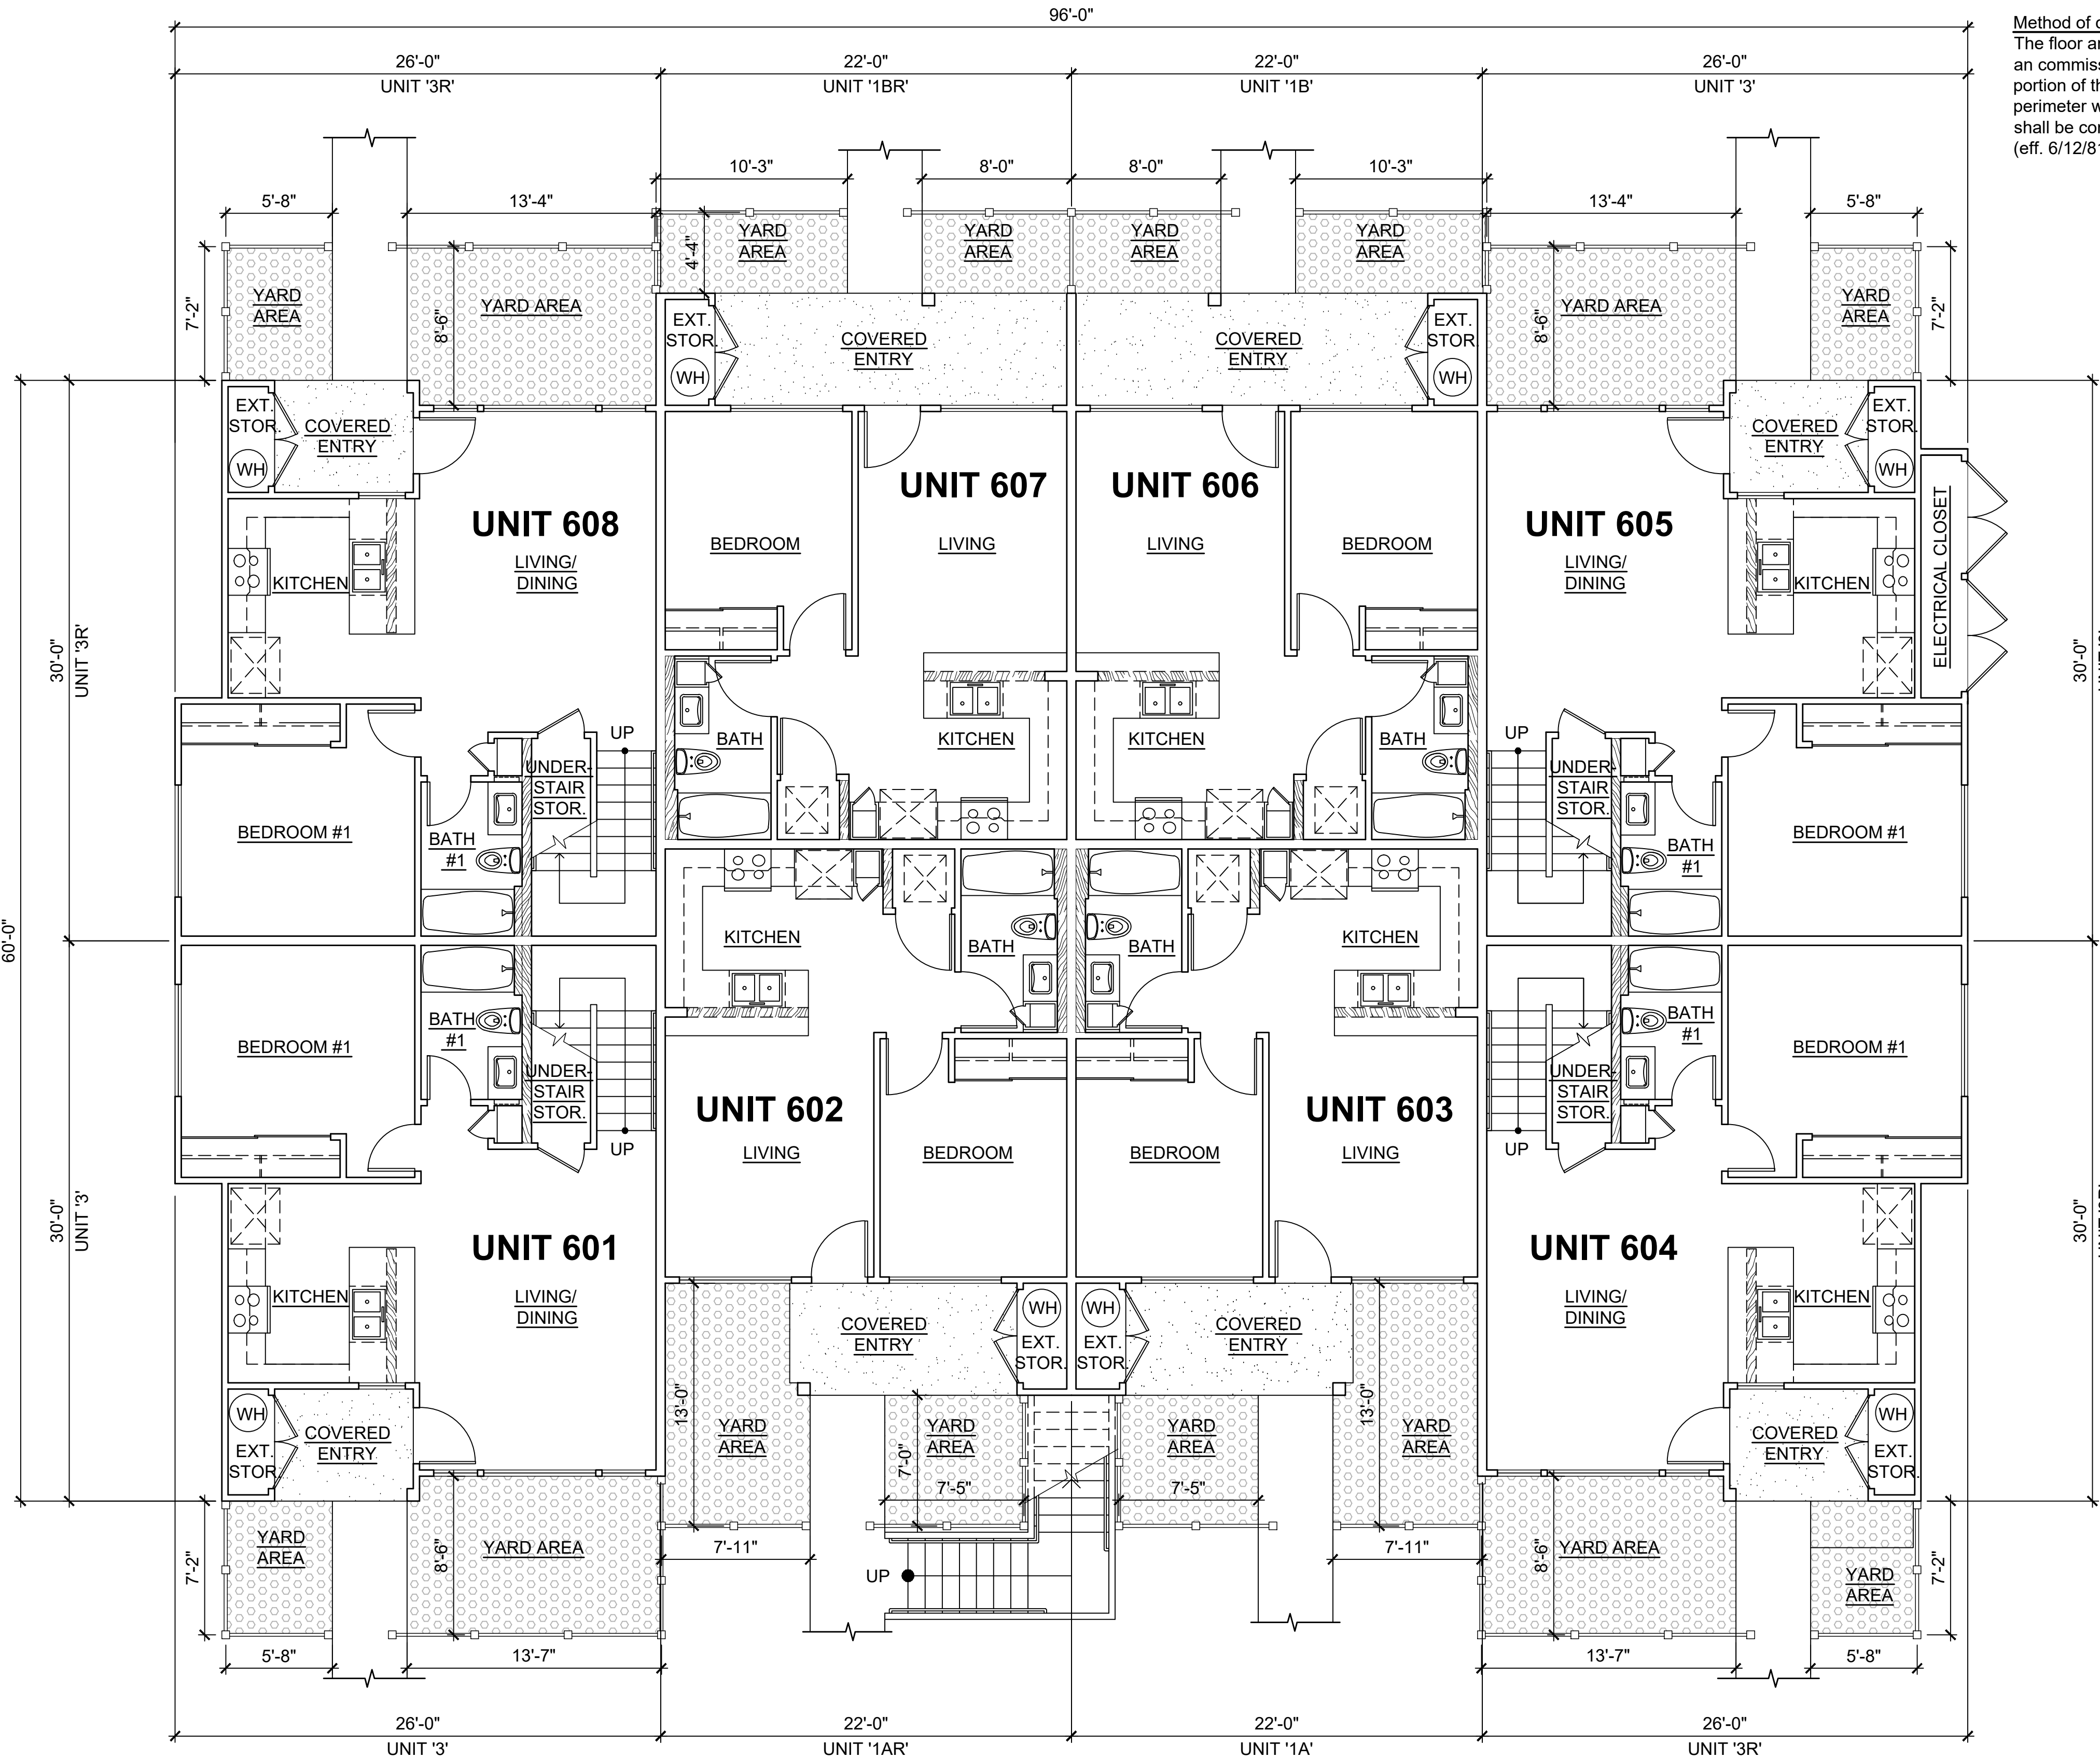 96'-0"
Method of
The floor
an
portion of
perimeter
shall be
(eff. 6/12/81
26'-0"
22'-0"
22'-0"
26'-0"
UNIT '3R'
UNIT '1BR'
UNIT '1B'
UNIT '3'
10'-3"
8'-0"
8'-0"
10'-3"
5'-8"
13'-4"
13'-4"
5'-8"
YARD
AREA
YARD
AREA
YARD
AREA
YARD
AREA
4'-4"
7'-2"
YARD
AREA
8'-6"
YARD AREA
8'-6"
YARD AREA
YARD
AREA
7'-2"
EXT.
STOR.
WH
COVERED
ENTRY
COVERED
ENTRY
EXT.
STOR.
WH
EXT.
STOR.
WH
COVERED
ENTRY
COVERED
ENTRY
EXT.
STOR.
WH
UNIT 608
UNIT 607
UNIT 606
UNIT 605
LIVING/
DINING
BEDROOM
LIVING
LIVING
BEDROOM
LIVING/
DINING
KITCHEN
KITCHEN
ELECTRICAL CLOSET
30'-0"
UNIT '3R'
30'-0"
UP
BATH
KITCHEN
KITCHEN
BATH
UP
UNDER-
STAIR
STOR.
UNDER-
STAIR
STOR.
BEDROOM #1
BATH
#1
BATH
#1
BEDROOM #1
60'-0"
KITCHEN
BATH
BATH
KITCHEN
BEDROOM #1
BATH
#1
BATH
#1
BEDROOM #1
UNDER-
STAIR
STOR.
UNDER-
STAIR
STOR.
UP
UP
UNIT 602
UNIT 603
LIVING
BEDROOM
BEDROOM
LIVING
30'-0"
UNIT '3'
30'-0"
UNIT 601
UNIT 604
KITCHEN
LIVING/
DINING
LIVING/
DINING
KITCHEN
COVERED
ENTRY
WH
EXT.
STOR.
WH
EXT.
STOR.
COVERED
ENTRY
WH
EXT.
STOR.
COVERED
ENTRY
13'-0"
YARD
AREA
7'-0"
YARD
AREA
7'-5"
YARD
AREA
7'-5"
13'-0"
YARD
AREA
COVERED
ENTRY
WH
EXT.
STOR.
7'-2"
YARD
AREA
8'-6"
YARD AREA
7'-11"
UP
7'-11"
8'-6"
YARD AREA
YARD
AREA
7'-2"
5'-8"
13'-7"
13'-7"
5'-8"
26'-0"
22'-0"
22'-0"
26'-0"
UNIT '3'
UNIT '1AR'
UNIT '1A'
UNIT '3R'